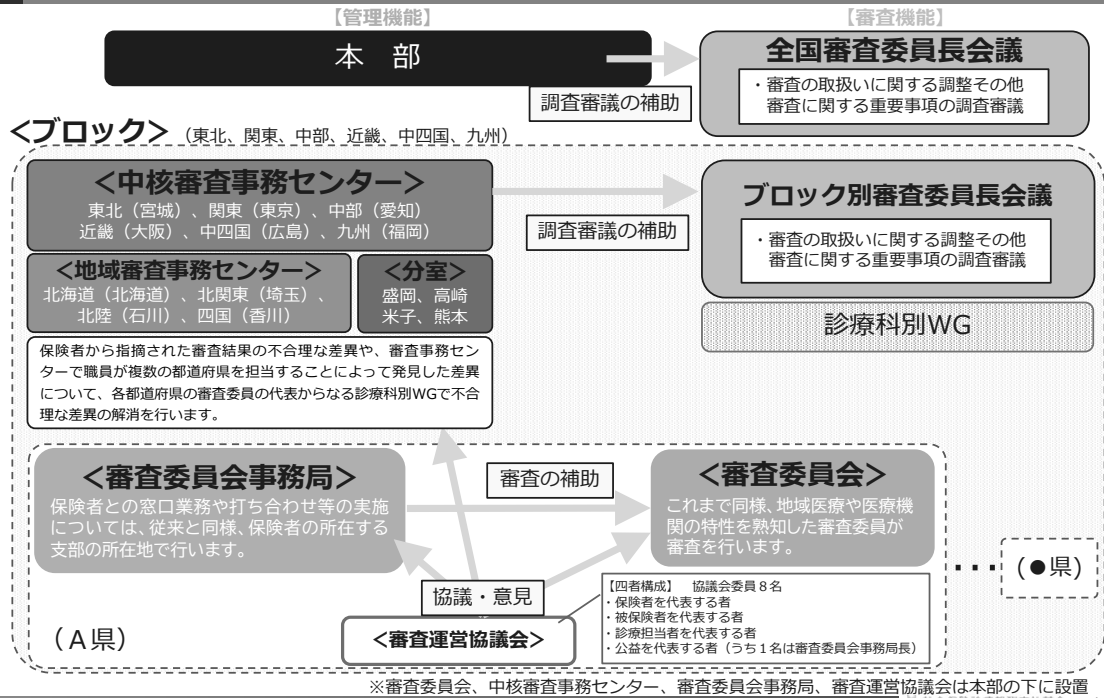 【管理機能】
【審査機能】
本 部
全国審査委員長会議
・審査の取扱いに関する調整その他
審査に関する重要事項の調査審議
調査審議の補助
<ブロック>（東北、関東、中部、近畿、中四国、九州）
<中核審査事務センター>
東北（宮城）、関東（東京）、中部（愛知）
近畿（大阪）、中四国（広島）、九州（福岡）
調査審議の補助
ブロック別審査委員長会議
・審査の取扱いに関する調整その他
審査に関する重要事項の調査審議
<地域審査事務センター>
北海道（北海道）、北関東（埼玉）、
北陸（石川）、四国（香川）
<分室>
盛岡、高崎
米子、熊本
診療科別WG
保険者から指摘された審査結果の不合理な差異や、審査事務セン
ターで職員が複数の都道府県を担当することによって発見した差異
について、各都道府県の審査委員の代表からなる診療科別WGで不合
理な差異の解消を行います。
<審査委員会事務局>
保険者との窓口業務や打ち合わせ等の実施
については、従来と同様、保険者の所在する
支部の所在地で行います。
審査の補助
<審査委員会>
これまで同様、地域医療や医療機
関の特性を熟知した審査委員が
審査を行います。
･･･
(●県)
協議・意見
【四者構成】 協議会委員８名
・保険者を代表する者
・被保険者を代表する者
・診療担当者を代表する者
・公益を代表する者（うち１名は審査委員会事務局長）
（A県）
<審査運営協議会>
※審査委員会、中核審査事務センター、審査委員会事務局、審査運営協議会は本部の下に設置